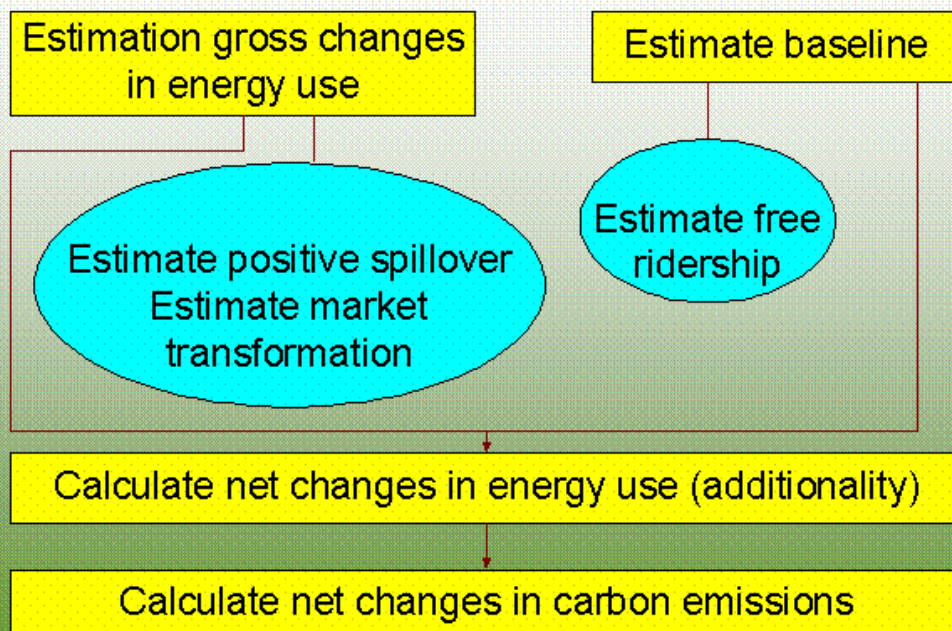 Estimation gross changes
in energy use
Estimate baseline
Estimate positive spillover
Estimate market
transformation
Estimate free
ridership
Calculate net changes in energy use (additionality)
Calculate net changes in carbon emissions